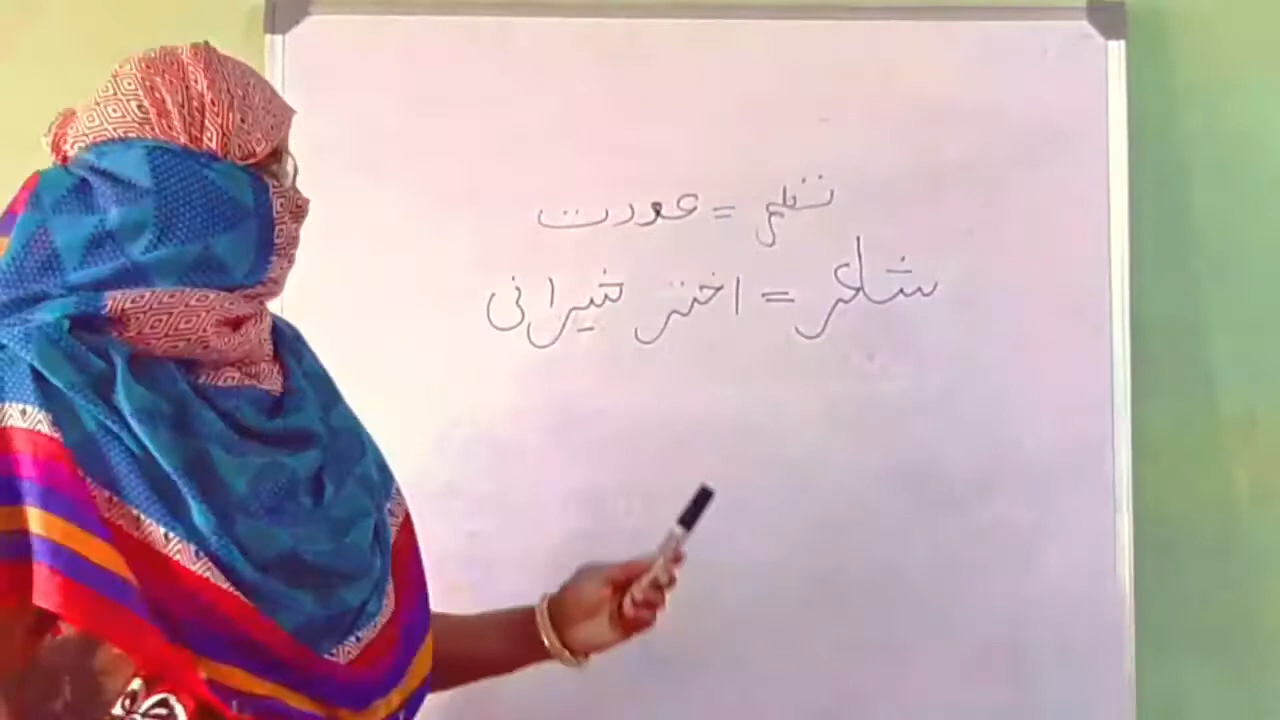 نظم = عورت
شاعر = اختر شیرانی